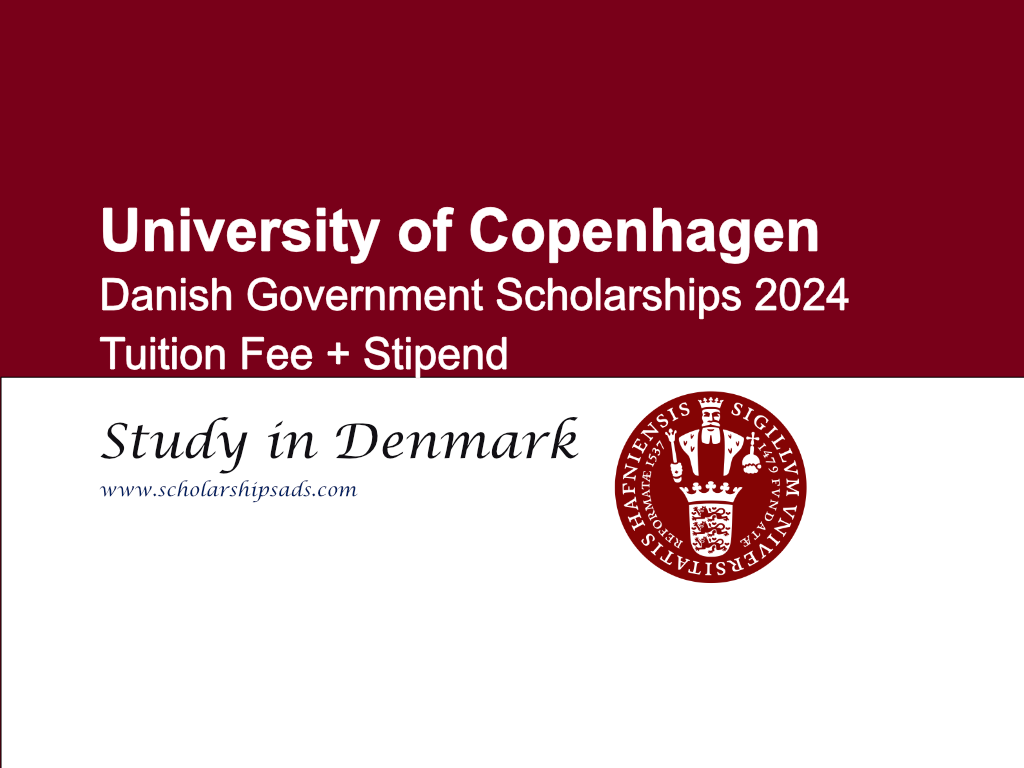 University of Copenhagen
Danish Government Scholarships 2024
Tuition Fee + Stipend
Study in Denmark
www.scholarshipsads.com
SIGILLVM VNIVERSITATIS HAFNIENSIS
1479 FVNDATÆ
REFORMATÆ 1537